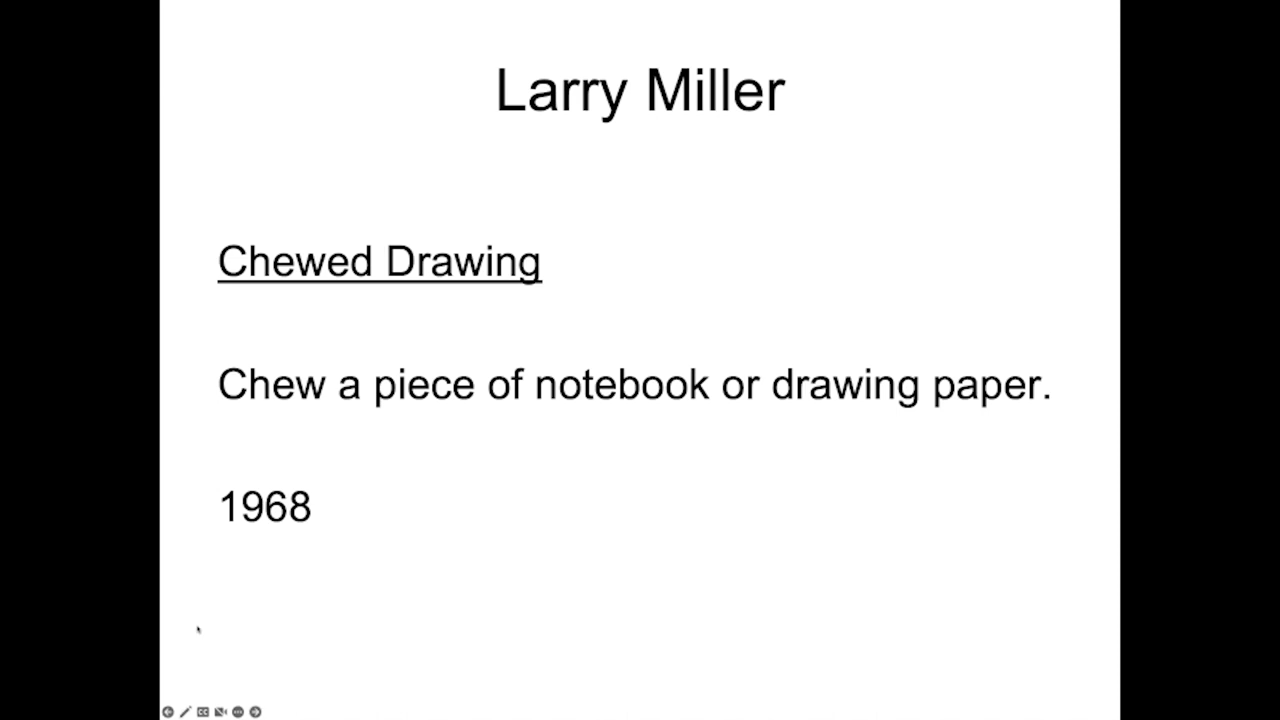 Larry Miller
Chewed Drawing
Chew a piece of notebook or drawing paper.
1968